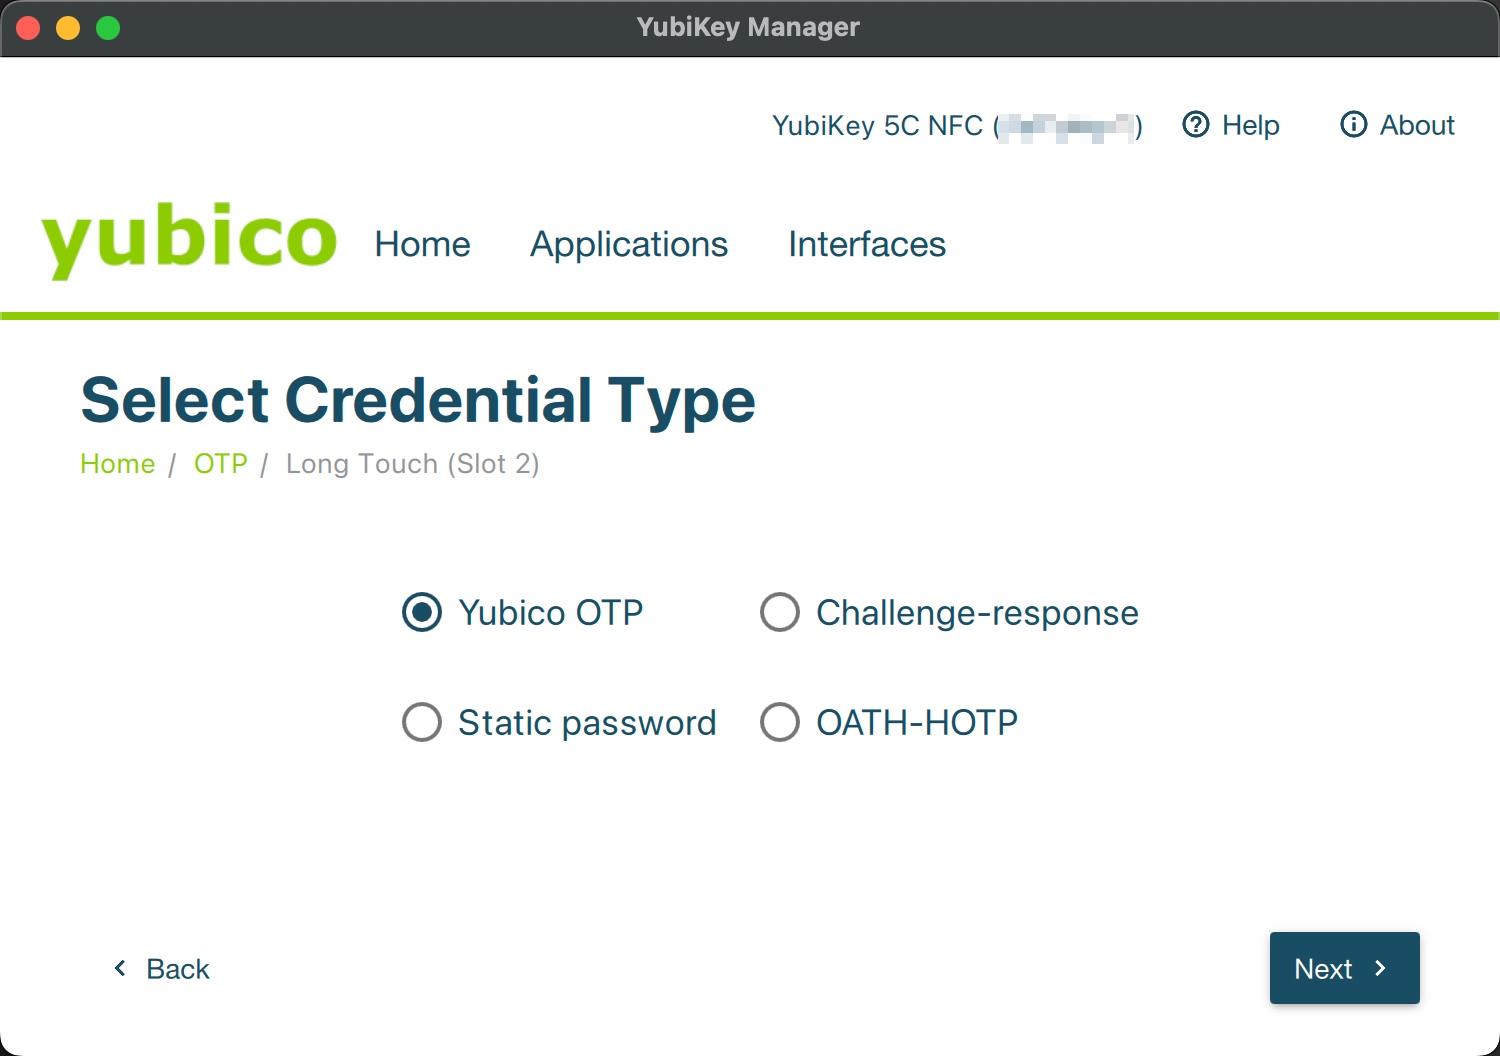 YubiKey Manager
YubiKey 5C NFC ( ) Help About
yubico Home Applications Interfaces
Select Credential Type
Home / OTP / Long Touch (Slot 2)
Yubico OTP Challenge-response
Static password OATH-HOTP
Back Next